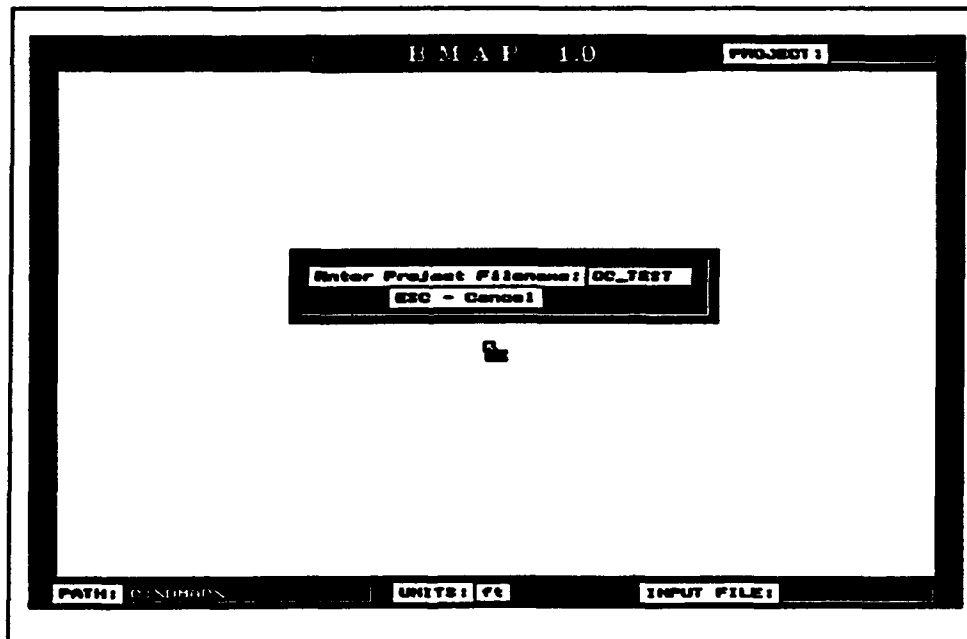 BMAP 1.0 PROJECT:
Enter Project Filename: OC_TEST
ESC - Cancel
PATH: UNITS: ft INPUT FILE: